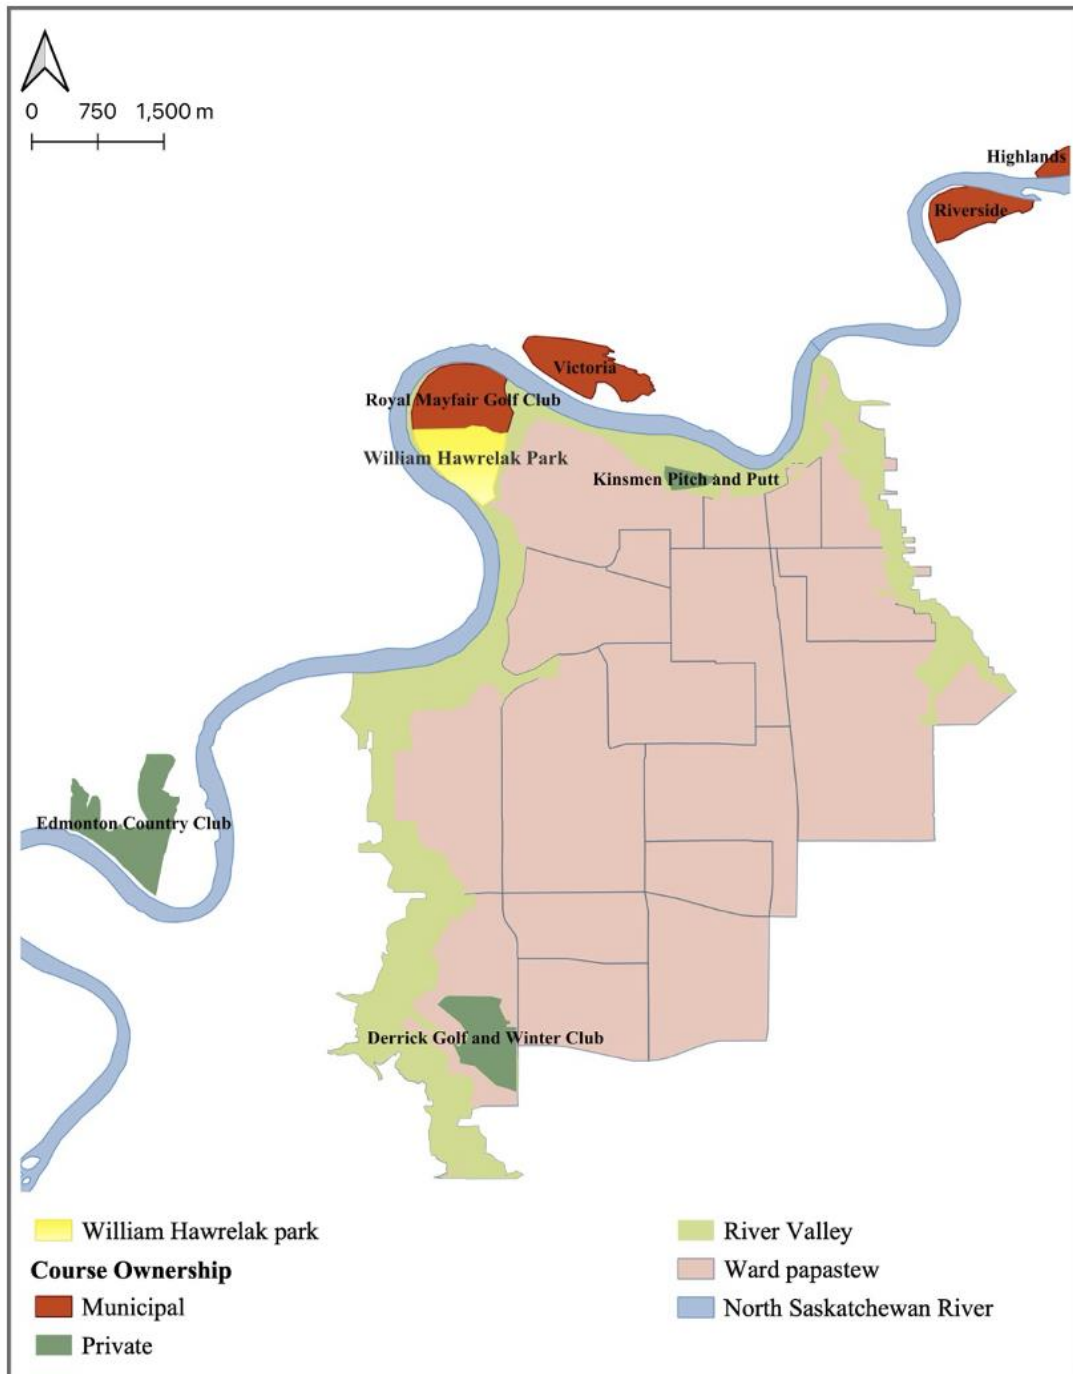 0 750 1,500 m
Highlands
Riverside
Victoria
Royal Mayfair Golf Club
William Hawrelak Park
Kinsmen Pitch and Putt
Edmonton Country Club
Derrick Golf and Winter Club
William Hawrelak park
Course Ownership
Municipal
Private
River Valley
Ward papastew
North Saskatchewan River